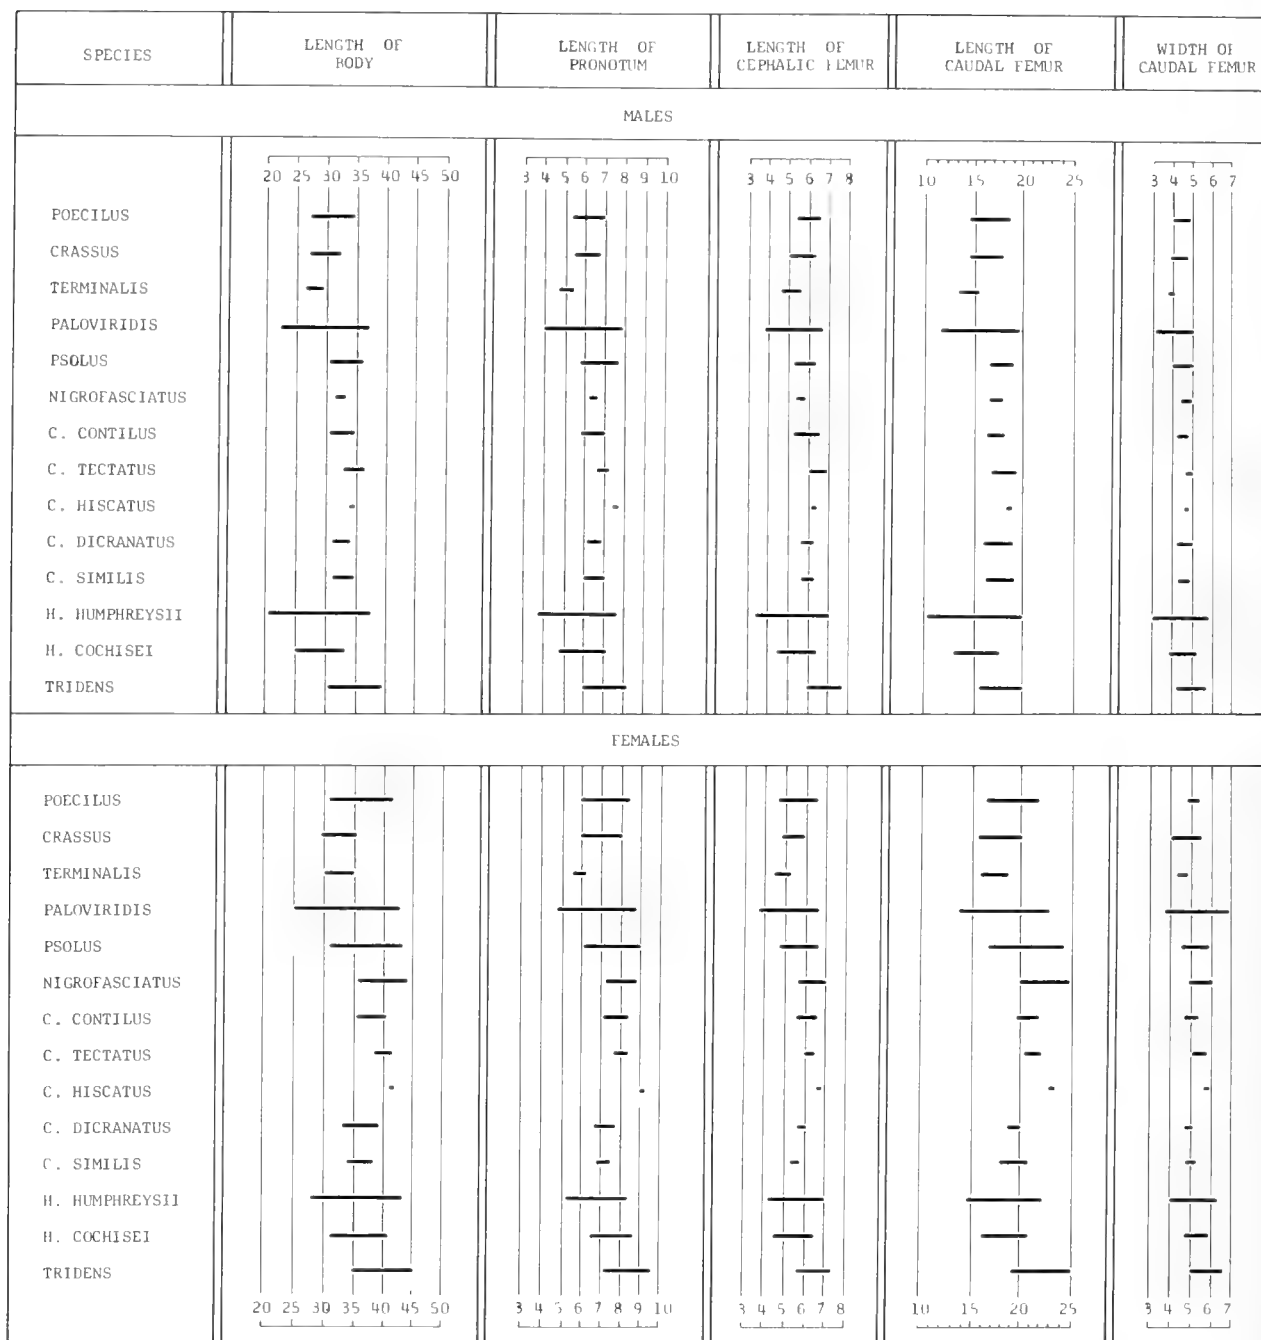 SPECIES
LENGTH OF BODY
LENGTH OF PRONOTUM
LENGTH OF CEPHALIC FEMUR
LENGTH OF CAUDAL FEMUR
WIDTH OF CAUDAL FEMUR
MALES
20 25 30 35 40 45 50
3 4 5 6 7 8 10
3 4 5 6 7 8
10 15 20 25
3 4 5 6 7
POECILUS
CRASSUS
TERMINALIS
PALOVIRIDIS
PSOLUS
NIGROFASCIATUS
C. CONTILUS
C. TECTATUS
C. HISCATUS
C. DICRANATUS
C. SIMILIS
H. HUMPHREYSII
H. COCHISEI
TRIDENS
FEMALES
POECILUS
CRASSUS
TERMINALIS
PALOVIRIDIS
PSOLUS
NIGROFASCIATUS
C. CONTILUS
C. TECTATUS
C. HISCATUS
C. DICRANATUS
C. SIMILIS
H. HUMPHREYSII
H. COCHISEI
TRIDENS
20 25 30 35 40 45 50
3 4 5 6 7 8 9 10
3 4 5 6 7 8
10 15 20 25
3 4 5 6 7